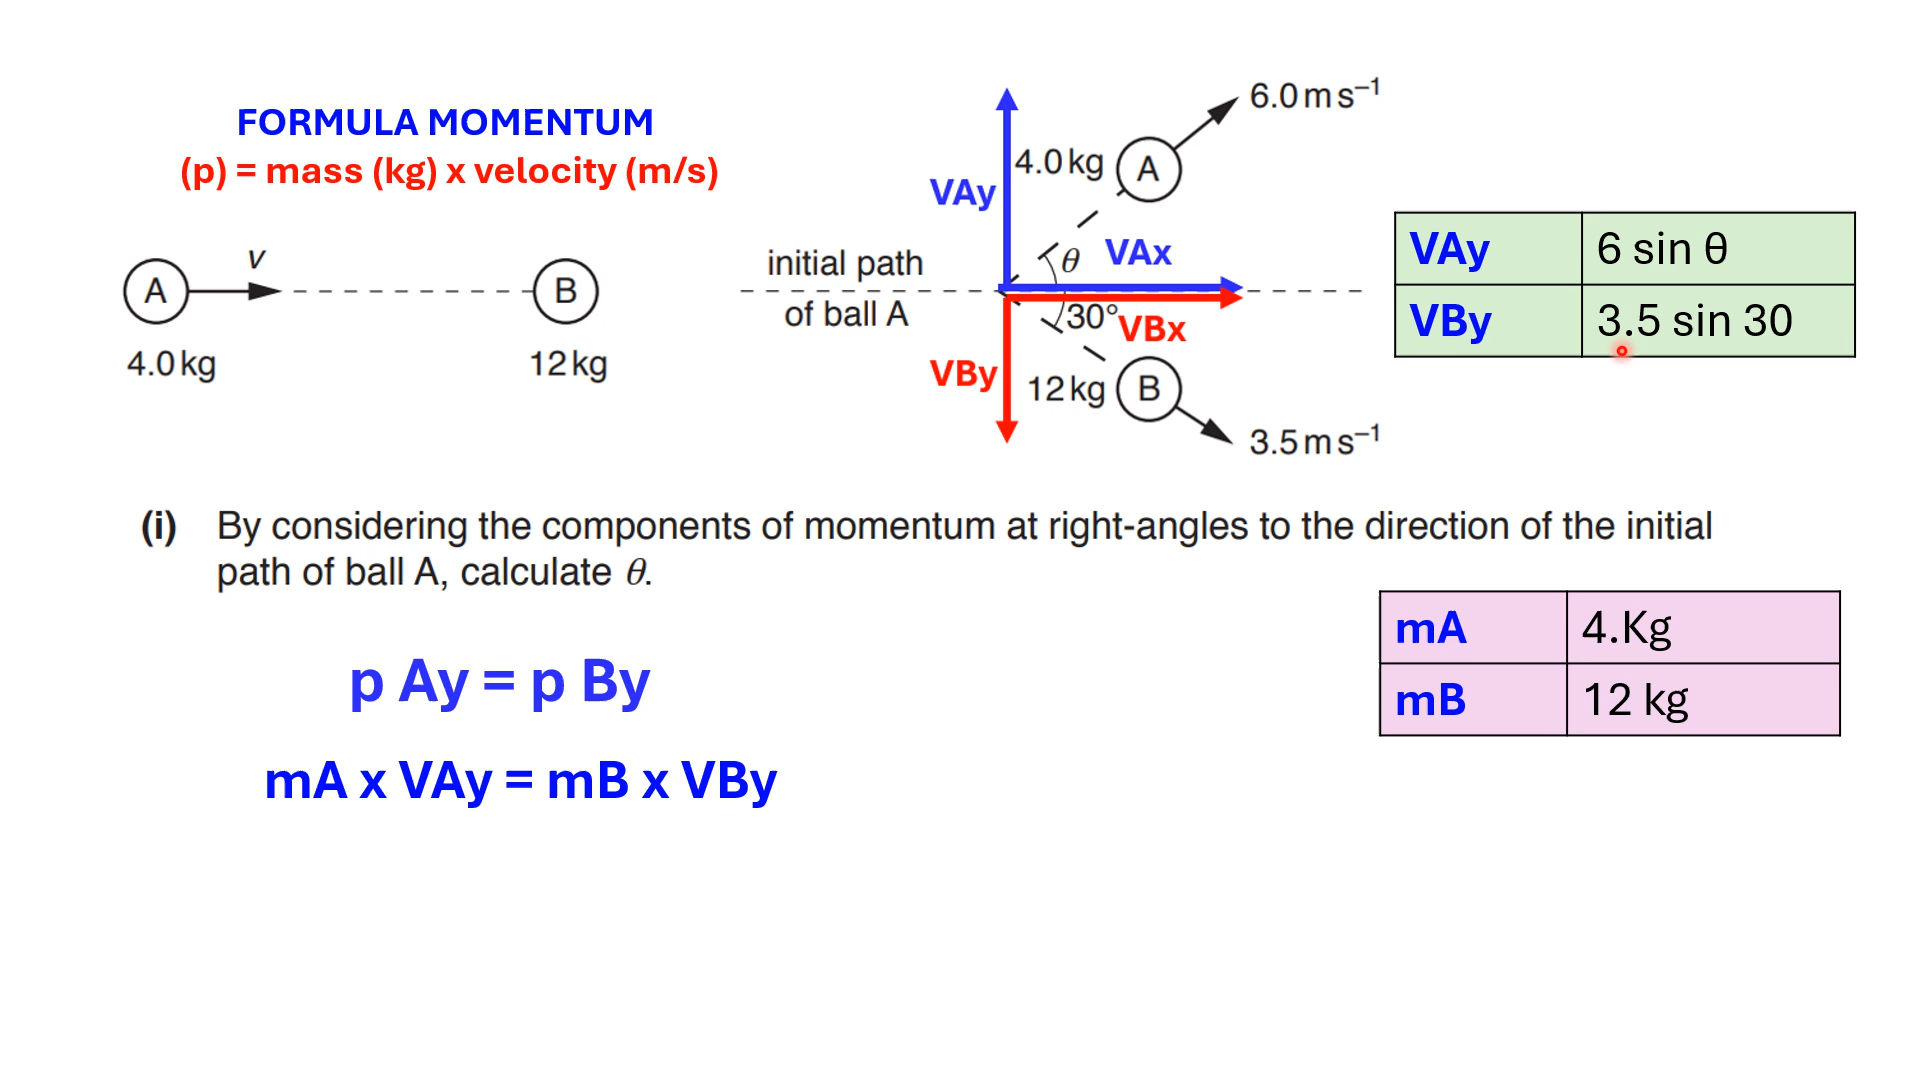 FORMULA MOMENTUM
(p) = mass (kg) x velocity (m/s)
A
v
B
4.0 kg
12 kg
6.0 m s⁻¹
4.0 kg
A
VAy
θ
VAx
initial path
of ball A
30°
VBx
VBy
12 kg
B
3.5 m s⁻¹
VAy 6 sin θ
VBy 3.5 sin 30
(i) By considering the components of momentum at right-angles to the direction of the initial
path of ball A, calculate θ.
mA 4.Kg
mB 12 kg
p Ay = p By
mA x VAy = mB x VBy